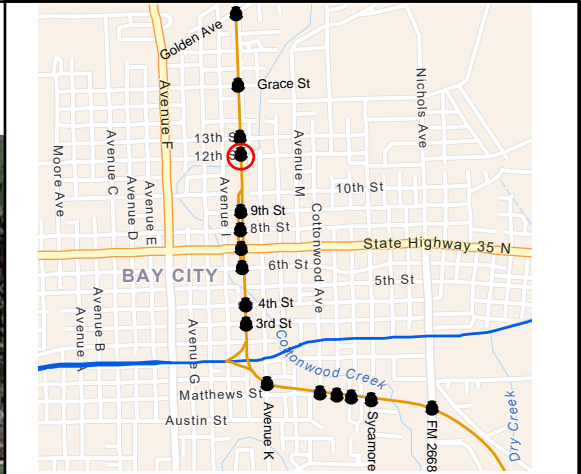 Golden Ave
Grace St
Nichols Ave
Avenue F
13th S
12th S
Avenue M
Avenue C
Moore Ave
Avenue D
Avenue E
Avenue I
10th St
9th St
8th St
Cottonwood Ave
State Highway 35 N
6th St
BAY CITY
5th St
Avenue B
Avenue A
4th St
3rd St
Avenue G
Cottonwood Creek
Matthews St
Avenue K
Austin St
Sycamore
FM 2668
Dry Creek